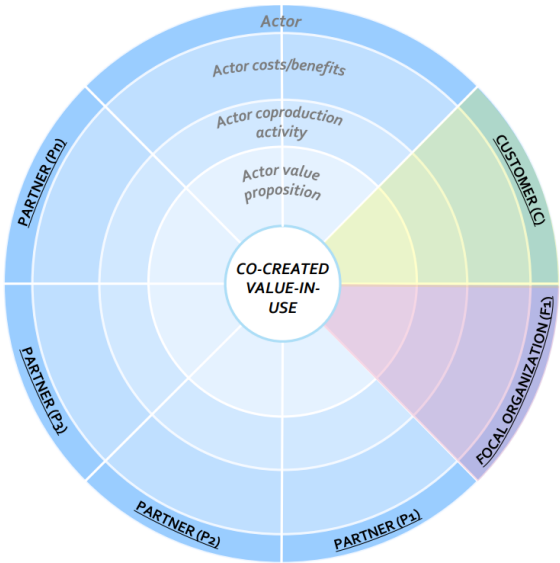 Actor
Actor costs/benefits
Actor coproduction
activity
Actor value
proposition
CO-CREATED
VALUE-IN-
USE
CUSTOMER (C)
FOCAL ORGANIZATION (F1)
PARTNER (P1)
PARTNER (P2)
PARTNER (P3)
PARTNER (Pn)